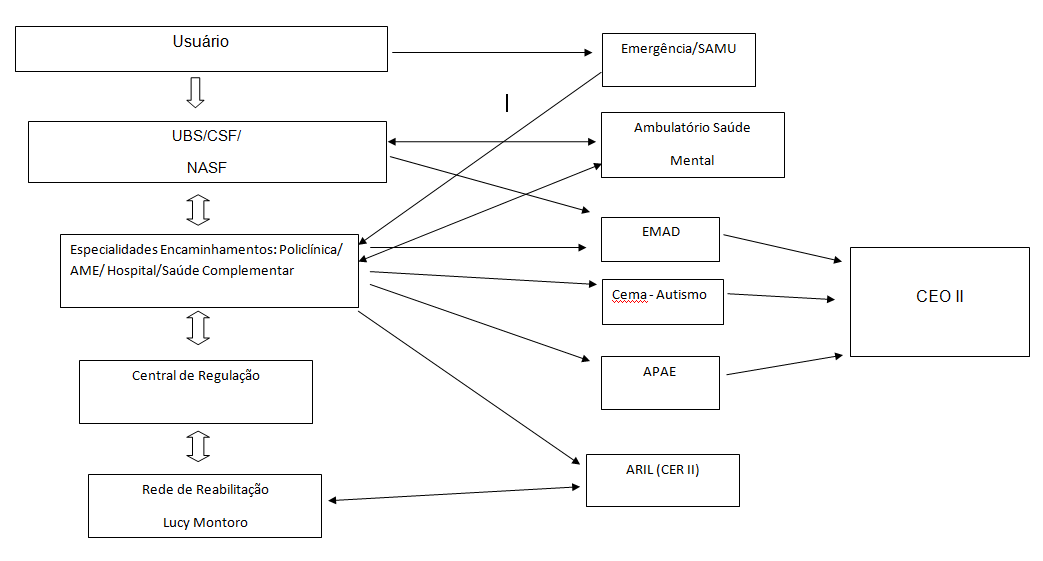 Usuário
Emergência/SAMU
UBS/CSF/
NASF
Ambulatório Saúde
Mental
Especialidades Encaminhamentos: Policlínica/
AME/ Hospital/Saúde Complementar
EMAD
Cema - Autismo
CEO II
Central de Regulação
APAE
Rede de Reabilitação
Lucy Montoro
ARIL (CER II)